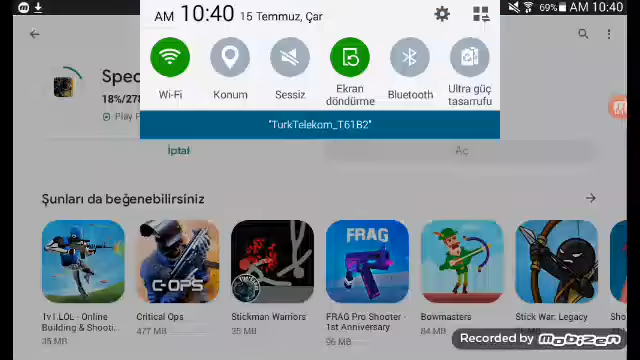 AM 10:40 15 Temmuz, Çar
69% AM 10:40
Wi-Fi
Konum
Sessiz
Ekran döndürme
Bluetooth
Ultra güç tasarrufu
"TurkTelekom_T61B2"
Spec
18%/278
Play P
İptal
Aç
Şunları da beğenebilirsiniz
FRAG
C-OPS
1v1.LOL - Online Building & Shooti...
35 MB
Critical Ops
477 MB
Stickman Warriors
35 MB
FRAG Pro Shooter - 1st Anniversary
96 MB
Bowmasters
84 MB
Stick War: Legacy
Sho
Recorded by MOBIZEN